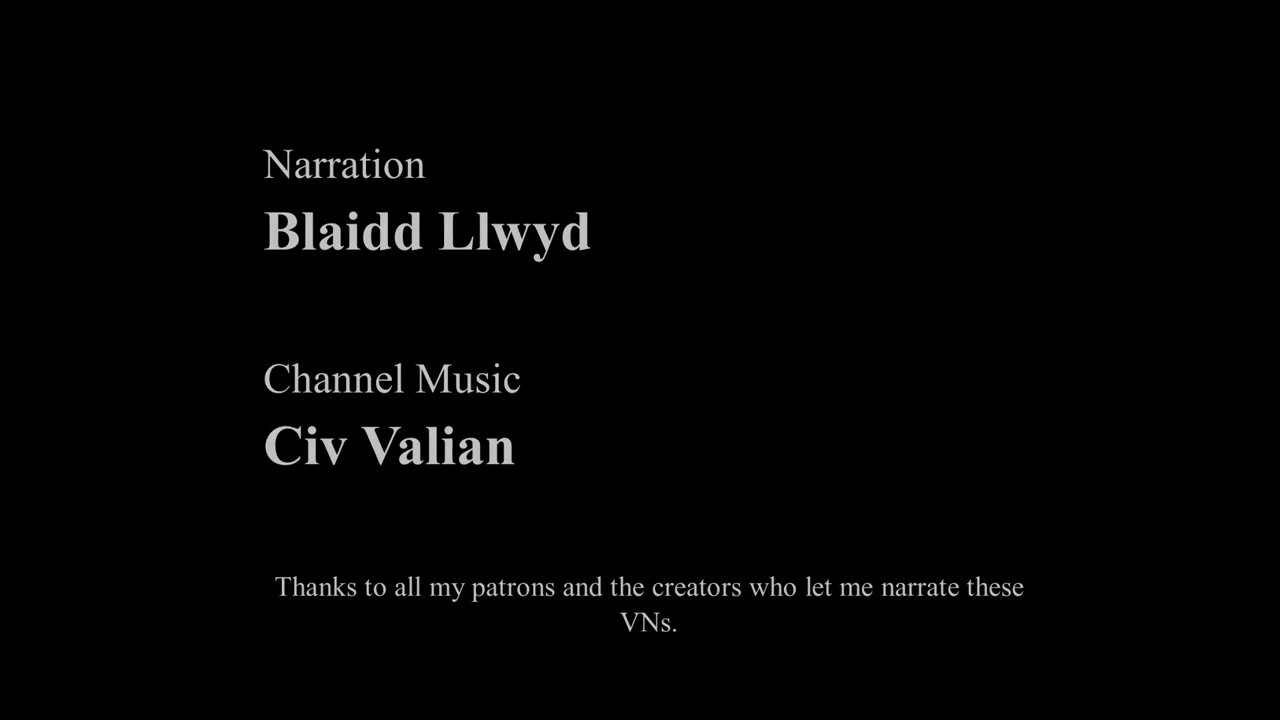 Narration
Blaidd Llwyd
Channel Music
Civ Valian
Thanks to all my patrons and the creators who let me narrate these
VNs.